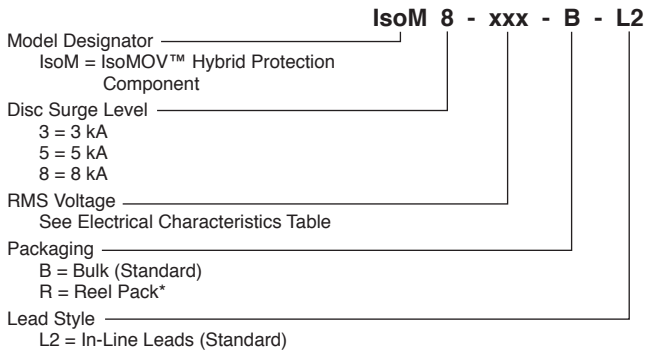 IsoM 8 - xxx - B - L2
Model Designator
IsoM = IsoMOV™ Hybrid Protection
Component
Disc Surge Level
3 = 3 kA
5 = 5 kA
8 = 8 kA
RMS Voltage
See Electrical Characteristics Table
Packaging
B = Bulk (Standard)
R = Reel Pack*
Lead Style
L2 = In-Line Leads (Standard)